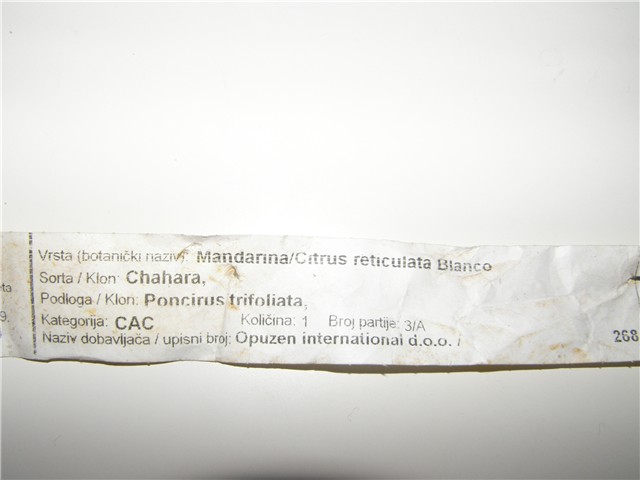 Vrsta (botanički naziv): Mandarina/Citrus reticulata Blanco
Sorta / Klon: Chahara,
Podloga / Klon: Poncirus trifoliata,
Kategorija: CAC Količina: 1 Broj partije: 3/A
Naziv dobavljača / upisni broj: Opuzen international d.o.o. / 268